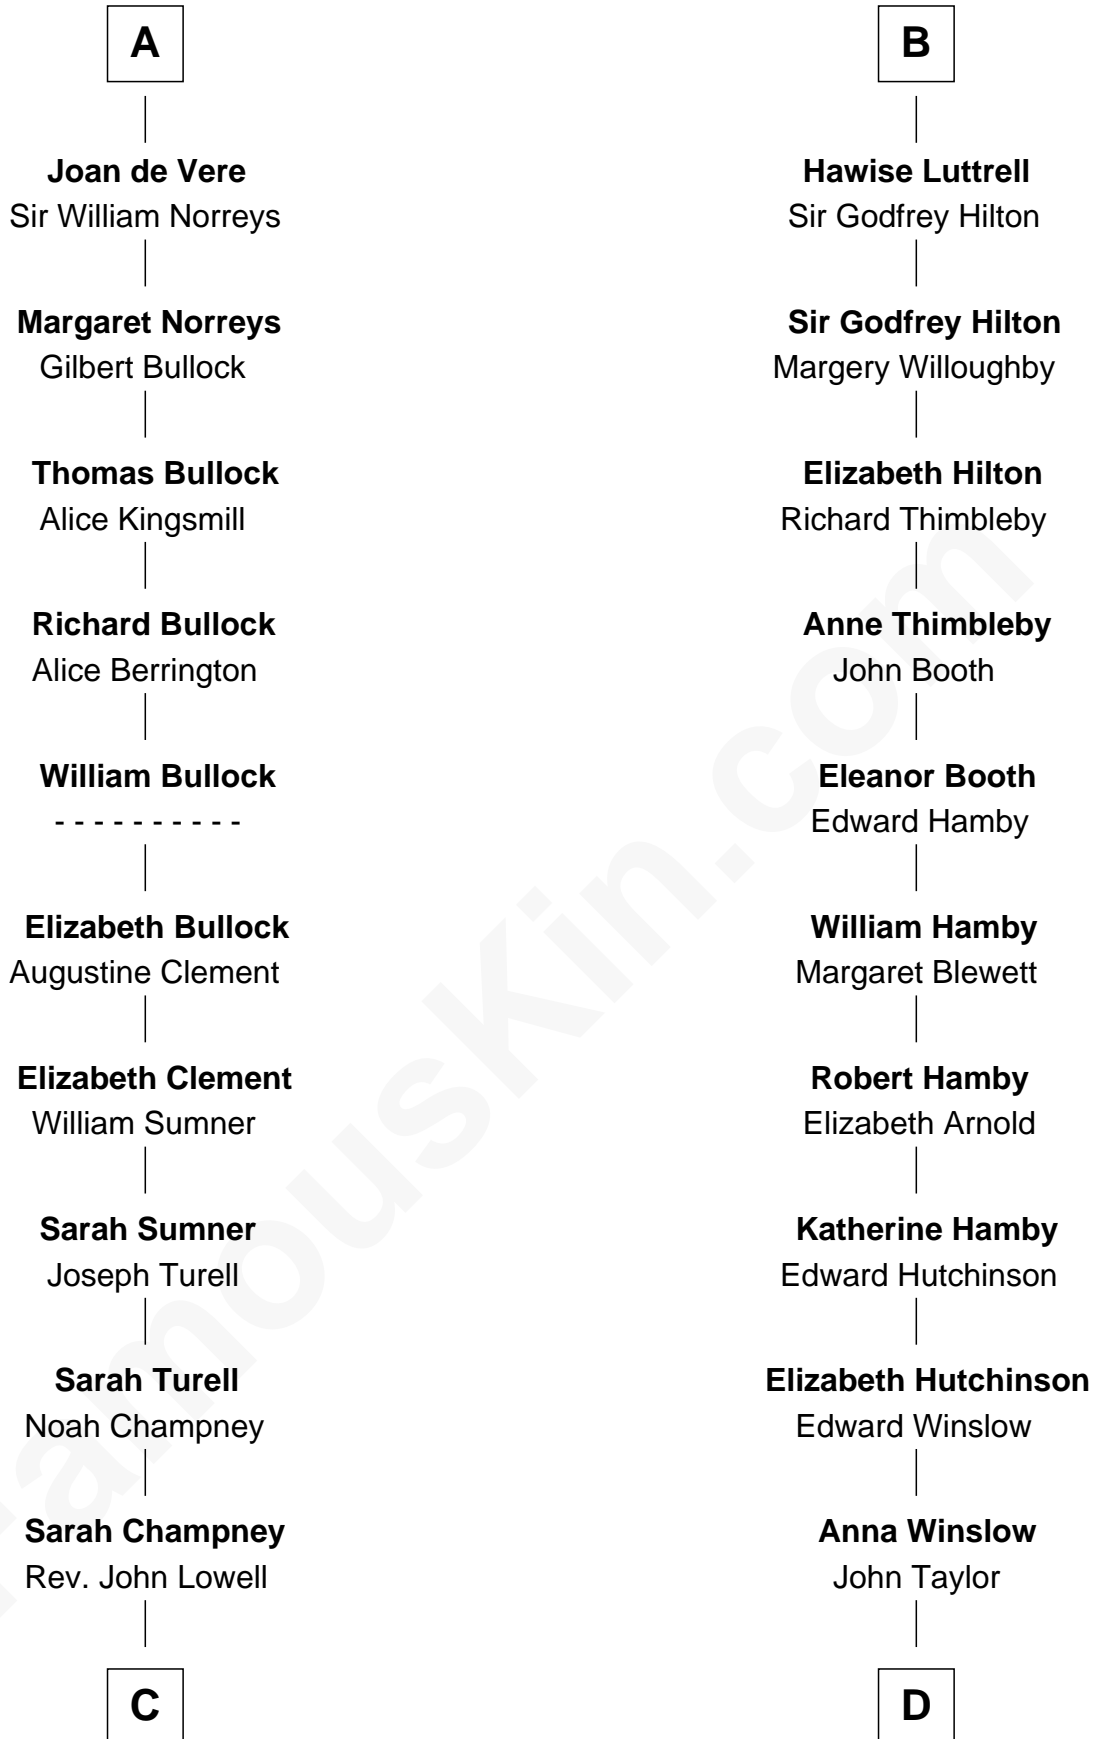 A
Joan de Vere
Sir William Norreys
Margaret Norreys
Gilbert Bullock
Thomas Bullock
Alice Kingsmill
Richard Bullock
Alice Berrington
William Bullock
- - - - - - - - - -
Elizabeth Bullock
Augustine Clement
Elizabeth Clement
William Sumner
Sarah Sumner
Joseph Turell
Sarah Turell
Noah Champney
Sarah Champney
Rev. John Lowell
C
B
Hawise Luttrell
Sir Godfrey Hilton
Sir Godfrey Hilton
Margery Willoughby
Elizabeth Hilton
Richard Thimbleby
Anne Thimbleby
John Booth
Eleanor Booth
Edward Hamby
William Hamby
Margaret Blewett
Robert Hamby
Elizabeth Arnold
Katherine Hamby
Edward Hutchinson
Elizabeth Hutchinson
Edward Winslow
Anna Winslow
John Taylor
D
FamousKin.com